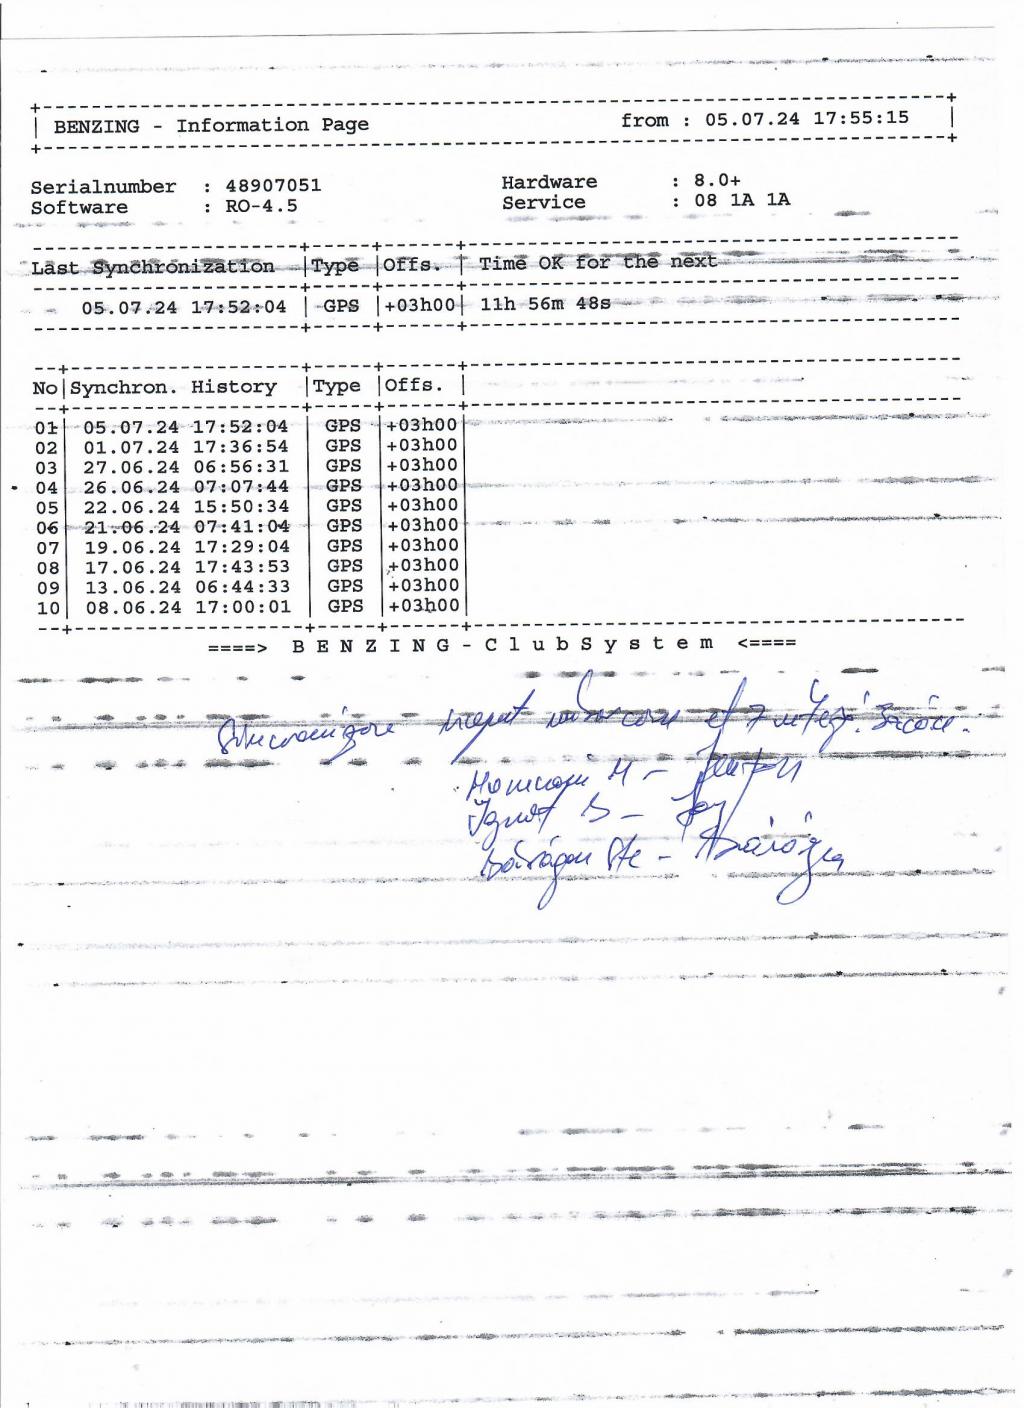 BENZING - Information Page from : 05.07.24 17:55:15
Serialnumber : 48907051 Hardware : 8.0+
Software : RO-4.5 Service : 08 1A 1A
Last Synchronization |Type |Offs. | Time OK for the next
05.07.24 17:52:04 | GPS |+03h00| 11h 56m 48s
No|Synchron. History |Type |Offs. |
01| 05.07.24 17:52:04 | GPS |+03h00|
02| 01.07.24 17:36:54 | GPS |+03h00|
03| 27.06.24 06:56:31 | GPS |+03h00|
04| 26.06.24 07:07:44 | GPS |+03h00|
05| 22.06.24 15:50:34 | GPS |+03h00|
06| 21.06.24 07:41:04 | GPS |+03h00|
07| 19.06.24 17:29:04 | GPS |+03h00|
08| 17.06.24 17:43:53 | GPS |+03h00|
09| 13.06.24 06:44:33 | GPS |+03h00|
10| 08.06.24 17:00:01 | GPS |+03h00|
====> B E N Z I N G - C l u b S y s t e m <====